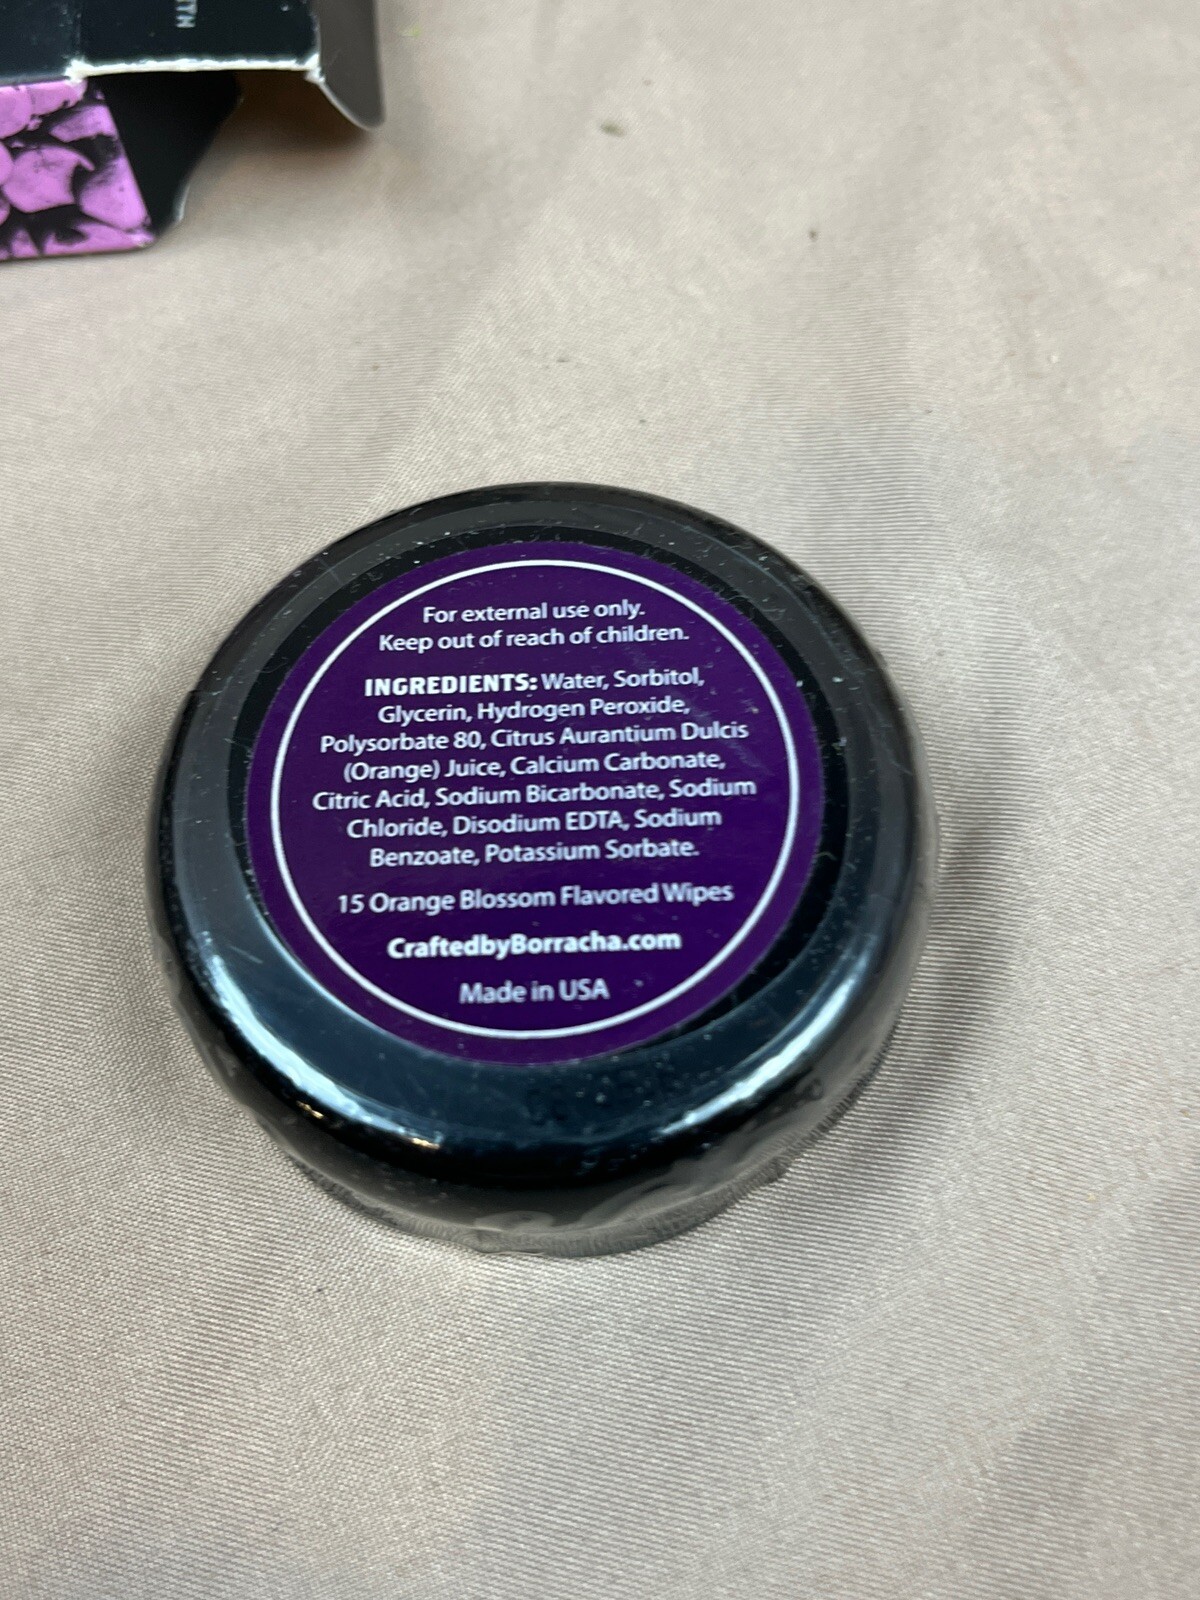 TH
For external use only.
Keep out of reach of children.
INGREDIENTS: Water, Sorbitol,
Glycerin, Hydrogen Peroxide,
Polysorbate 80, Citrus Aurantium Dulcis
(Orange) Juice, Calcium Carbonate,
Citric Acid, Sodium Bicarbonate, Sodium
Chloride, Disodium EDTA, Sodium
Benzoate, Potassium Sorbate.
15 Orange Blossom Flavored Wipes
CraftedbyBorracha.com
Made in USA